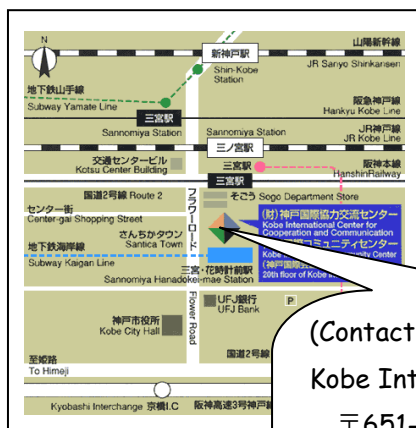 N
山陽新幹線
JR Sanyo Shinkansen
新神戸駅
Shin-Kobe
Station
地下鉄山手線
Subway Yamate Line
阪急神戸線
Hankyu Kobe Line
三宮駅
Sannomiya Station
Sannomiya Station
JR神戸線
JR Kobe Line
三ノ宮駅
交通センタービル
Kotsu Center Building
三宮駅
阪神本線
HanshinRailway
三宮駅
国道2号線 Route 2
そごう Sogo Department Store
センター街
Center-gai Shopping Street
フラワーロード
Flower Road
(財)神戸国際協力交流センター
Kobe International Center for
Cooperation and Communication
さんちかタウン
Santica Town
コミュニティセンター
地下鉄海岸線
Subway Kaigan Line
20th floor of Kobe
三宮・花時計前駅
Sannomiya Hanadokei-mae Station
UFJ銀行
UFJ Bank
P
神戸市役所
Kobe City Hall
国道2号線
至姫路
To Himeji
Kyobashi Interchange 京橋I.C
阪神高速3号神戸線
(Contact
Kobe Int
〒651-